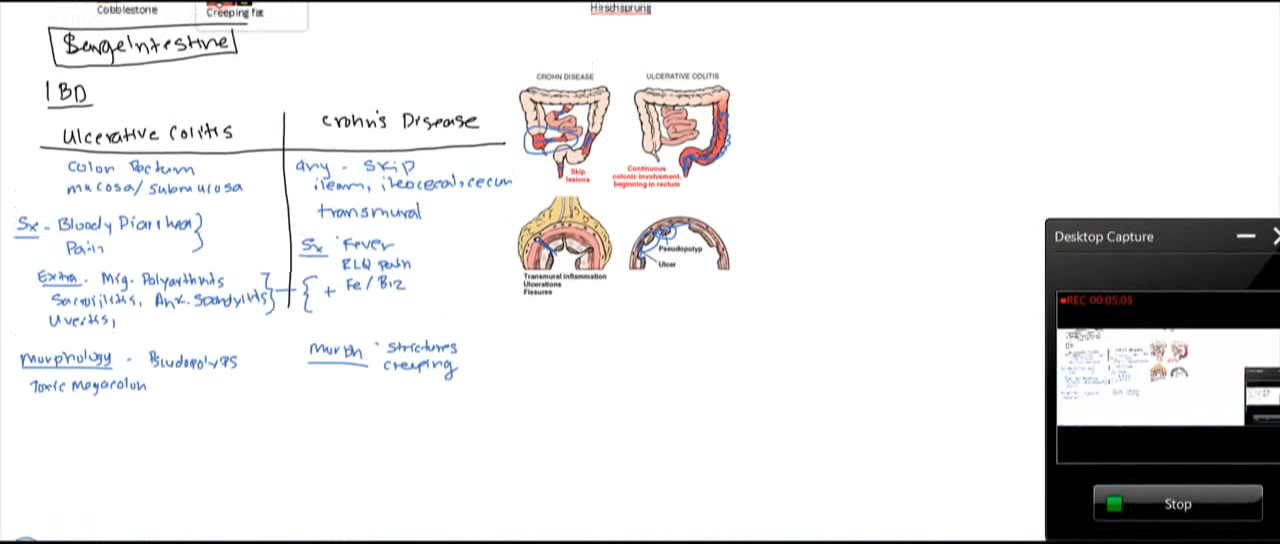 Cobblestone
Creeping fat
Hirschsprung
Large Intestine
IBD
Ulcerative Colitis
Crohn's Disease
Colon Rectum
mucosa/submucosa
any - skip
ileum, ileocecal, cecum
transmural
Sx - Bloody Diarrhea
Pain
Sx Fever
RLQ pain
+ Fe/B12
Extra - Mig. Polyarthritis
Sacroiliitis, Ank. Spondylitis
Uveitis,
Morphology - Psudopolyps
Toxic Megacolon
Morph - Strictures
creeping
CROHN DISEASE
ULCERATIVE COLITIS
Skip
lesions
Continuous
colonic involvement,
beginning in rectum
Pseudopolyp
Ulcer
Transmural inflammation
Ulcerations
Fissures
Desktop Capture
REC 00:05:05
Stop